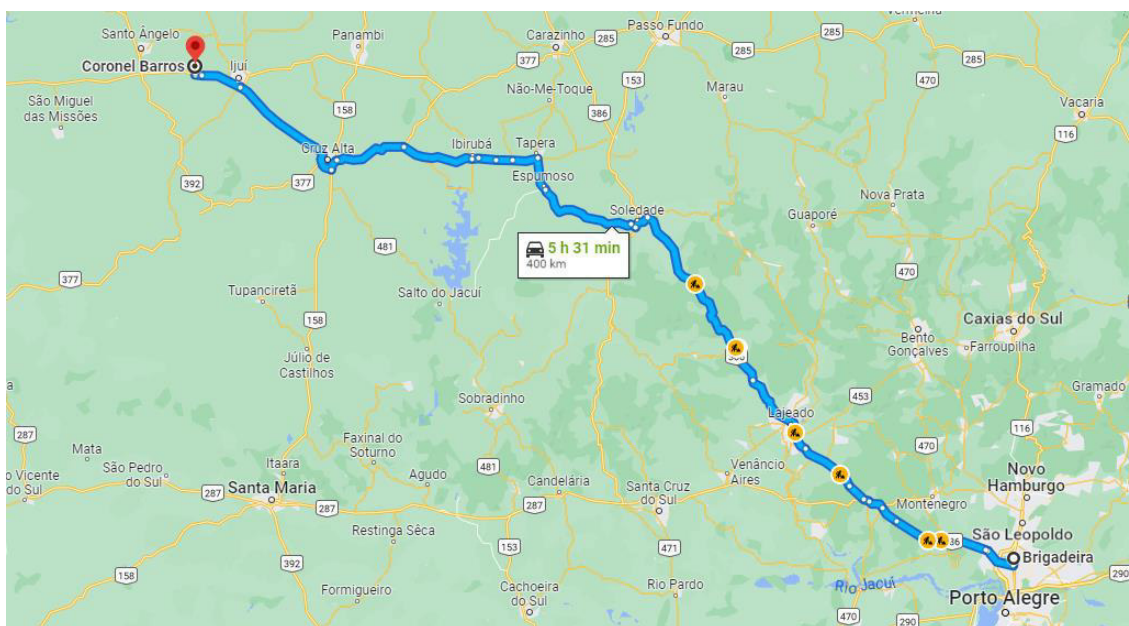 Vermelha
285
Santo Ângelo
Panambi
Carazinho
285
Passo Fundo
285
Coronel Barros
Ijuí
377
153
470
Não-Me-Toque
Marau
285
São Miguel
das Missões
158
386
Vacaria
116
Cruz Alta
Ibirubá
Tapera
392
377
Espumoso
Nova Prata
Soledade
Guaporé
5 h 31 min
400 km
481
470
377
Tupanciretã
Salto do Jacuí
158
Caxias do Sul
Bento
Gonçalves
Farroupilha
Júlio de
Castilhos
Gramado
Sobradinho
453
Lajeado
116
287
Mata
Faxinal do
Soturno
470
São Pedro
do Sul
Itaara
481
Venâncio
Aires
Novo
Hamburgo
o Vicente
do Sul
287
Santa Maria
Agudo
Candelária
Santa Cruz
do Sul
Montenegro
287
287
287
São Leopoldo
Restinga Sêca
Brigadeira
153
471
158
392
Rio Jacuí
290
Formigueiro
Cachoeira
do Sul
Rio Pardo
Porto Alegre
470
290